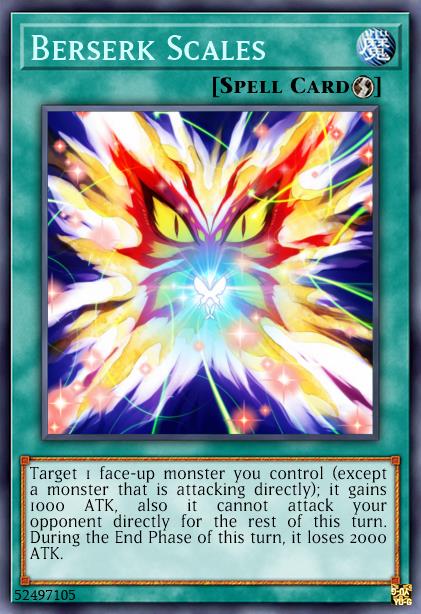 Berserk Scales
魔
[Spell Card]
Target 1 face-up monster you control (except
a monster that is attacking directly); it gains
1000 ATK, also it cannot attack your
opponent directly for the rest of this turn.
During the End Phase of this turn, it loses 2000
ATK.
52497105